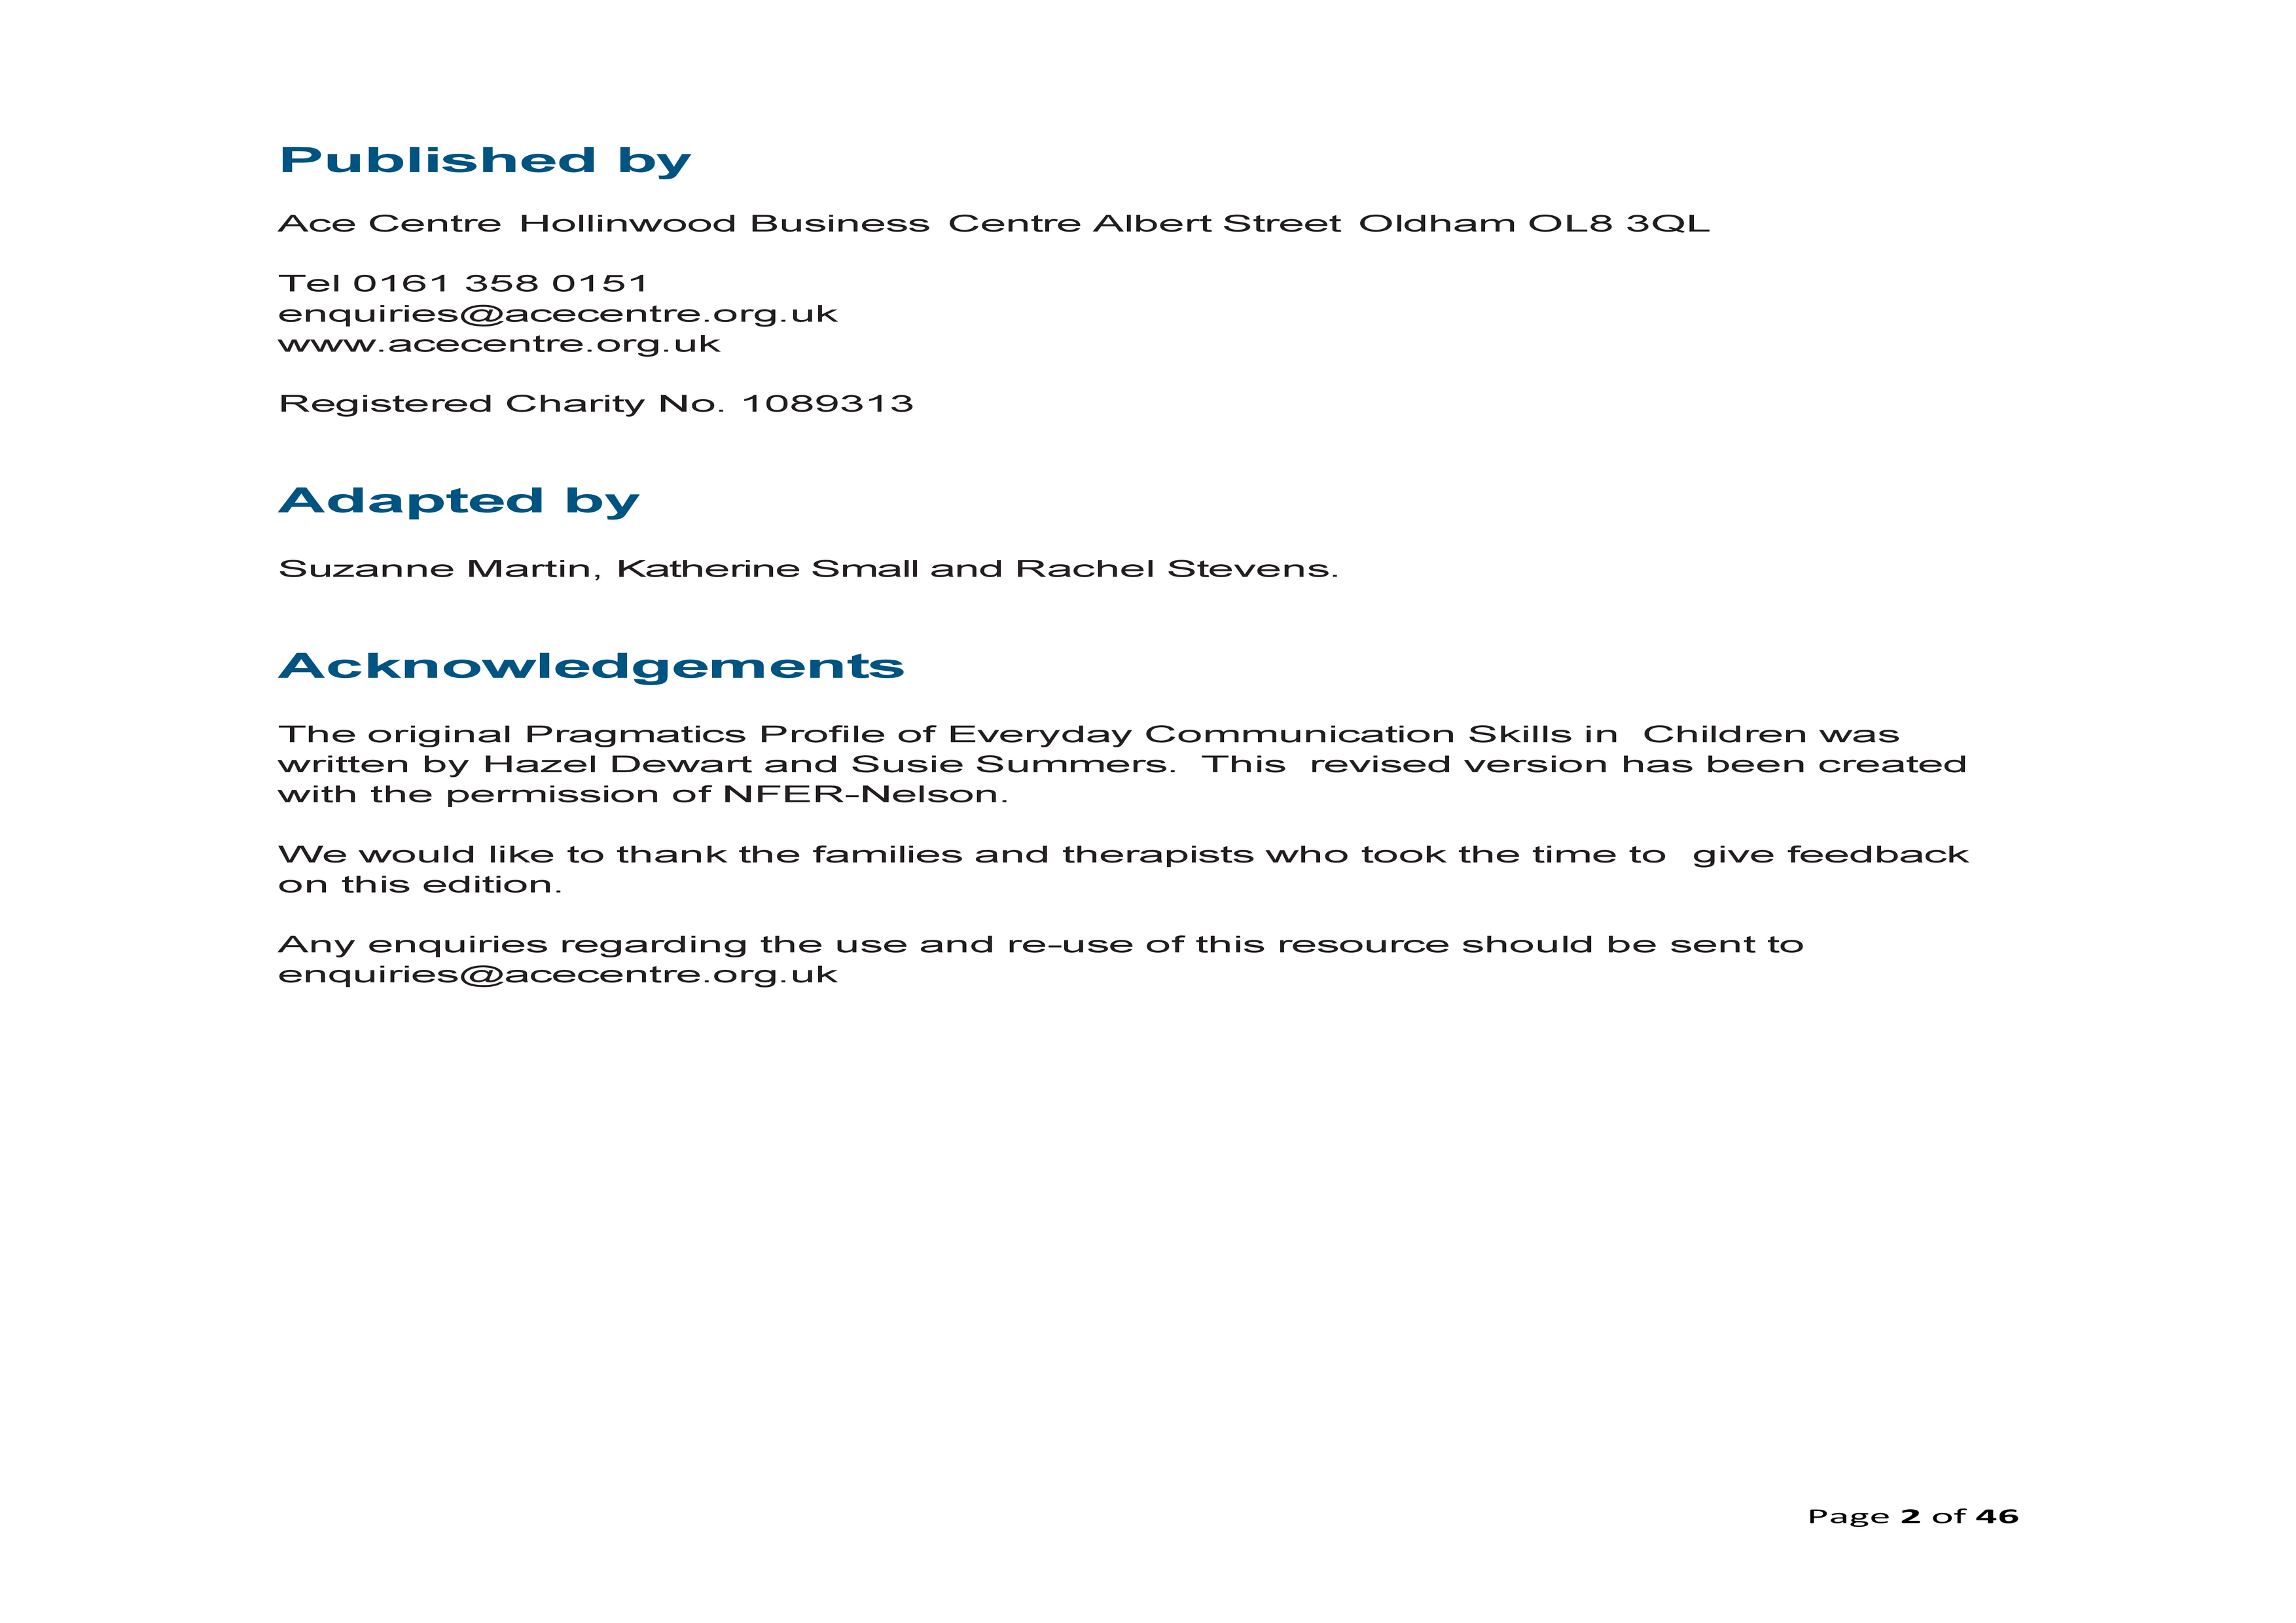 Published by
Ace Centre Hollinwood Business Centre Albert Street Oldham OL8 3QL
Tel 0161 358 0151
enquiries@acecentre.org.uk
www.acecentre.org.uk
Registered Charity No. 1089313
Adapted by
Suzanne Martin, Katherine Small and Rachel Stevens.
Acknowledgements
The original Pragmatics Profile of Everyday Communication Skills in Children was
written by Hazel Dewart and Susie Summers. This revised version has been created
with the permission of NFER-Nelson.
We would like to thank the families and therapists who took the time to give feedback
on this edition.
Any enquiries regarding the use and re-use of this resource should be sent to
enquiries@acecentre.org.uk
Page 2 of 46